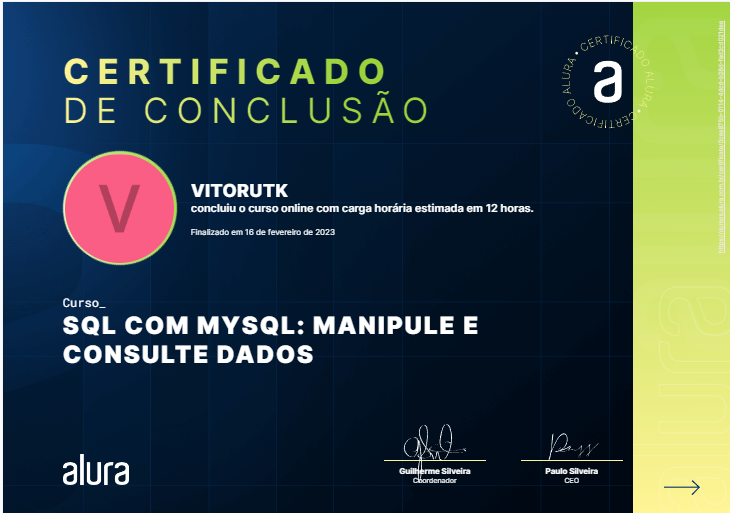 CERTIFICADO
DE CONCLUSÃO
ALURA • CERTIFICADO ALURA • CERTIFICADO
a
V
VITORUTK
concluiu o curso online com carga horária estimada em 12 horas.
Finalizado em 16 de fevereiro de 2023
Curso_
SQL COM MYSQL: MANIPULE E
CONSULTE DADOS
alura
Guilherme Silveira
Coordenador
Paulo Silveira
CEO
alura